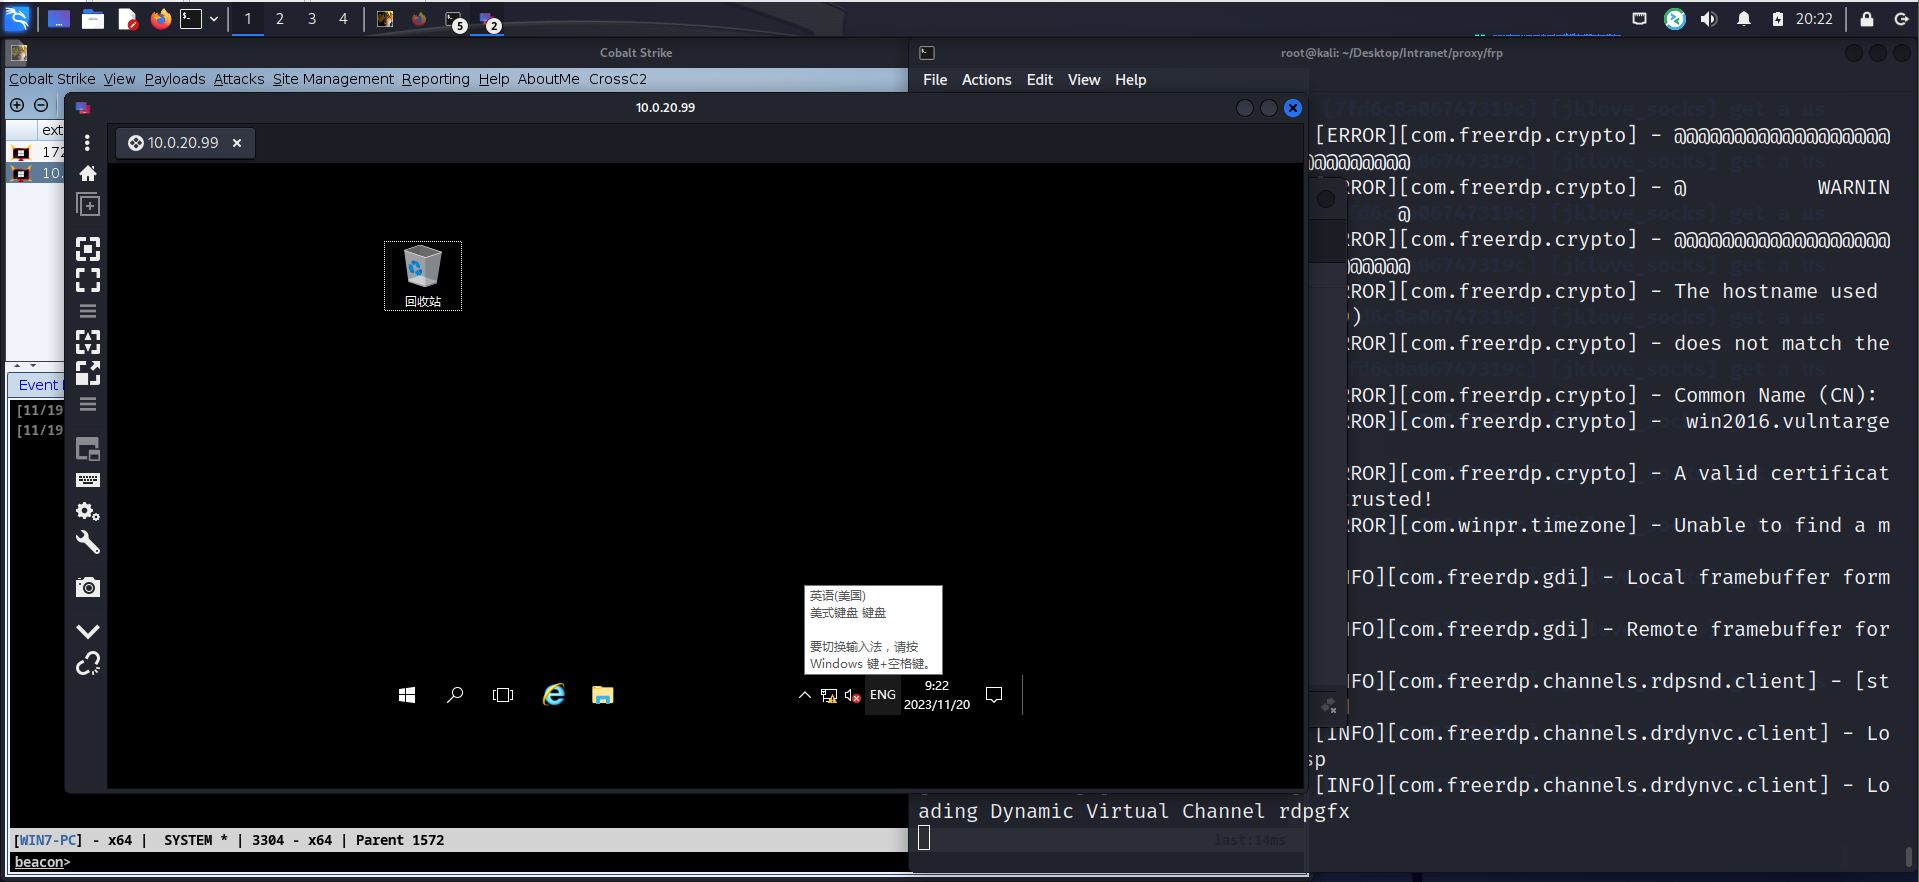 1 2 3 4
5
2
20:22
Cobalt Strike
root@kali: ~/Desktop/Intranet/proxy/frp
Cobalt Strike View Payloads Attacks Site Management Reporting Help AboutMe CrossC2
File Actions Edit View Help
ext
172
10.
10.0.20.99
10.0.20.99
回收站
英语(美国)
美式键盘 键盘
要切换输入法，请按
Windows 键+空格键。
ENG
9:22
2023/11/20
Event
[11/19
[11/19
[WIN7-PC] - x64 | SYSTEM * | 3304 - x64 | Parent 1572
last:14ms
beacon>
[7fd6c8a06747319c] [jklove_socks] get a us
[ERROR][com.freerdp.crypto] - @@@@@@@@@@@@@@@@@@
@@@@@@@@@
ROR][com.freerdp.crypto] - @ WARNIN
@
ROR][com.freerdp.crypto] - @@@@@@@@@@@@@@@@@@
@@@@@@
ROR][com.freerdp.crypto] - The hostname used
)
ROR][com.freerdp.crypto] - does not match the
ROR][com.freerdp.crypto] - Common Name (CN):
ROR][com.freerdp.crypto] - win2016.vulntarge
ROR][com.freerdp.crypto] - A valid certificat
rusted!
ROR][com.winpr.timezone] - Unable to find a m
FO][com.freerdp.gdi] - Local framebuffer form
FO][com.freerdp.gdi] - Remote framebuffer for
FO][com.freerdp.channels.rdpsnd.client] - [st
[INFO][com.freerdp.channels.drdynvc.client] - Lo
sp
[INFO][com.freerdp.channels.drdynvc.client] - Lo
ading Dynamic Virtual Channel rdpgfx